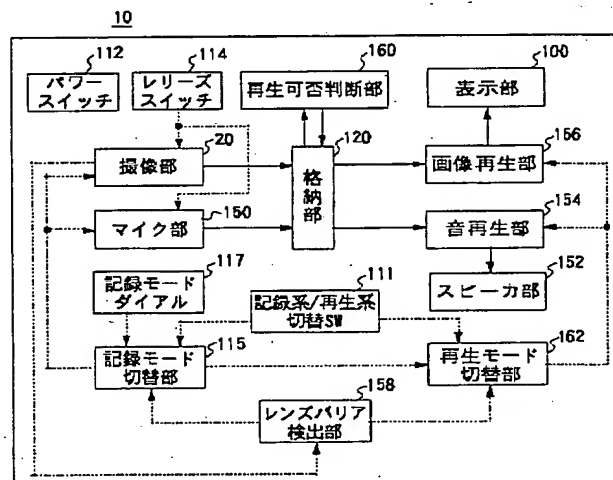 10
112
パワー
スイッチ
114
レリーズ
スイッチ
160
再生可否判断部
100
表示部
20
撮像部
120
格納部
156
画像再生部
150
マイク部
154
音再生部
152
スピーカ部
117
記録モード
ダイアル
111
記録系/再生系
切替SW
115
記録モード
切替部
162
再生モード
切替部
158
レンズバリア
検出部